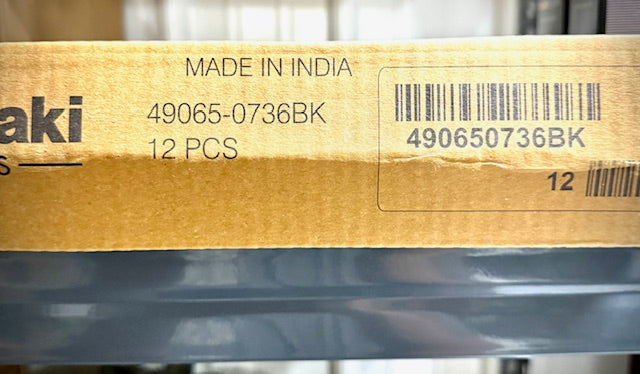 MADE IN INDIA
aki
49065-0736BK
12 PCS
S
490650736BK
12